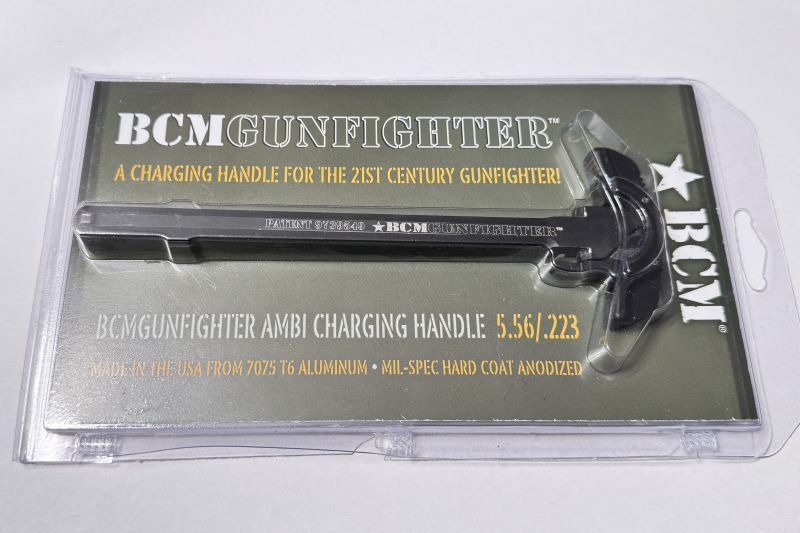 BCMGUNFIGHTER™
A CHARGING HANDLE FOR THE 21ST CENTURY GUNFIGHTER!
PATENT 9739549 ★BCMGUNFIGHTER™
★BCM®
BCMGUNFIGHTER AMBI CHARGING HANDLE 5.56/.223
MADE IN THE USA FROM 7075 T6 ALUMINUM • MIL-SPEC HARD COAT ANODIZED